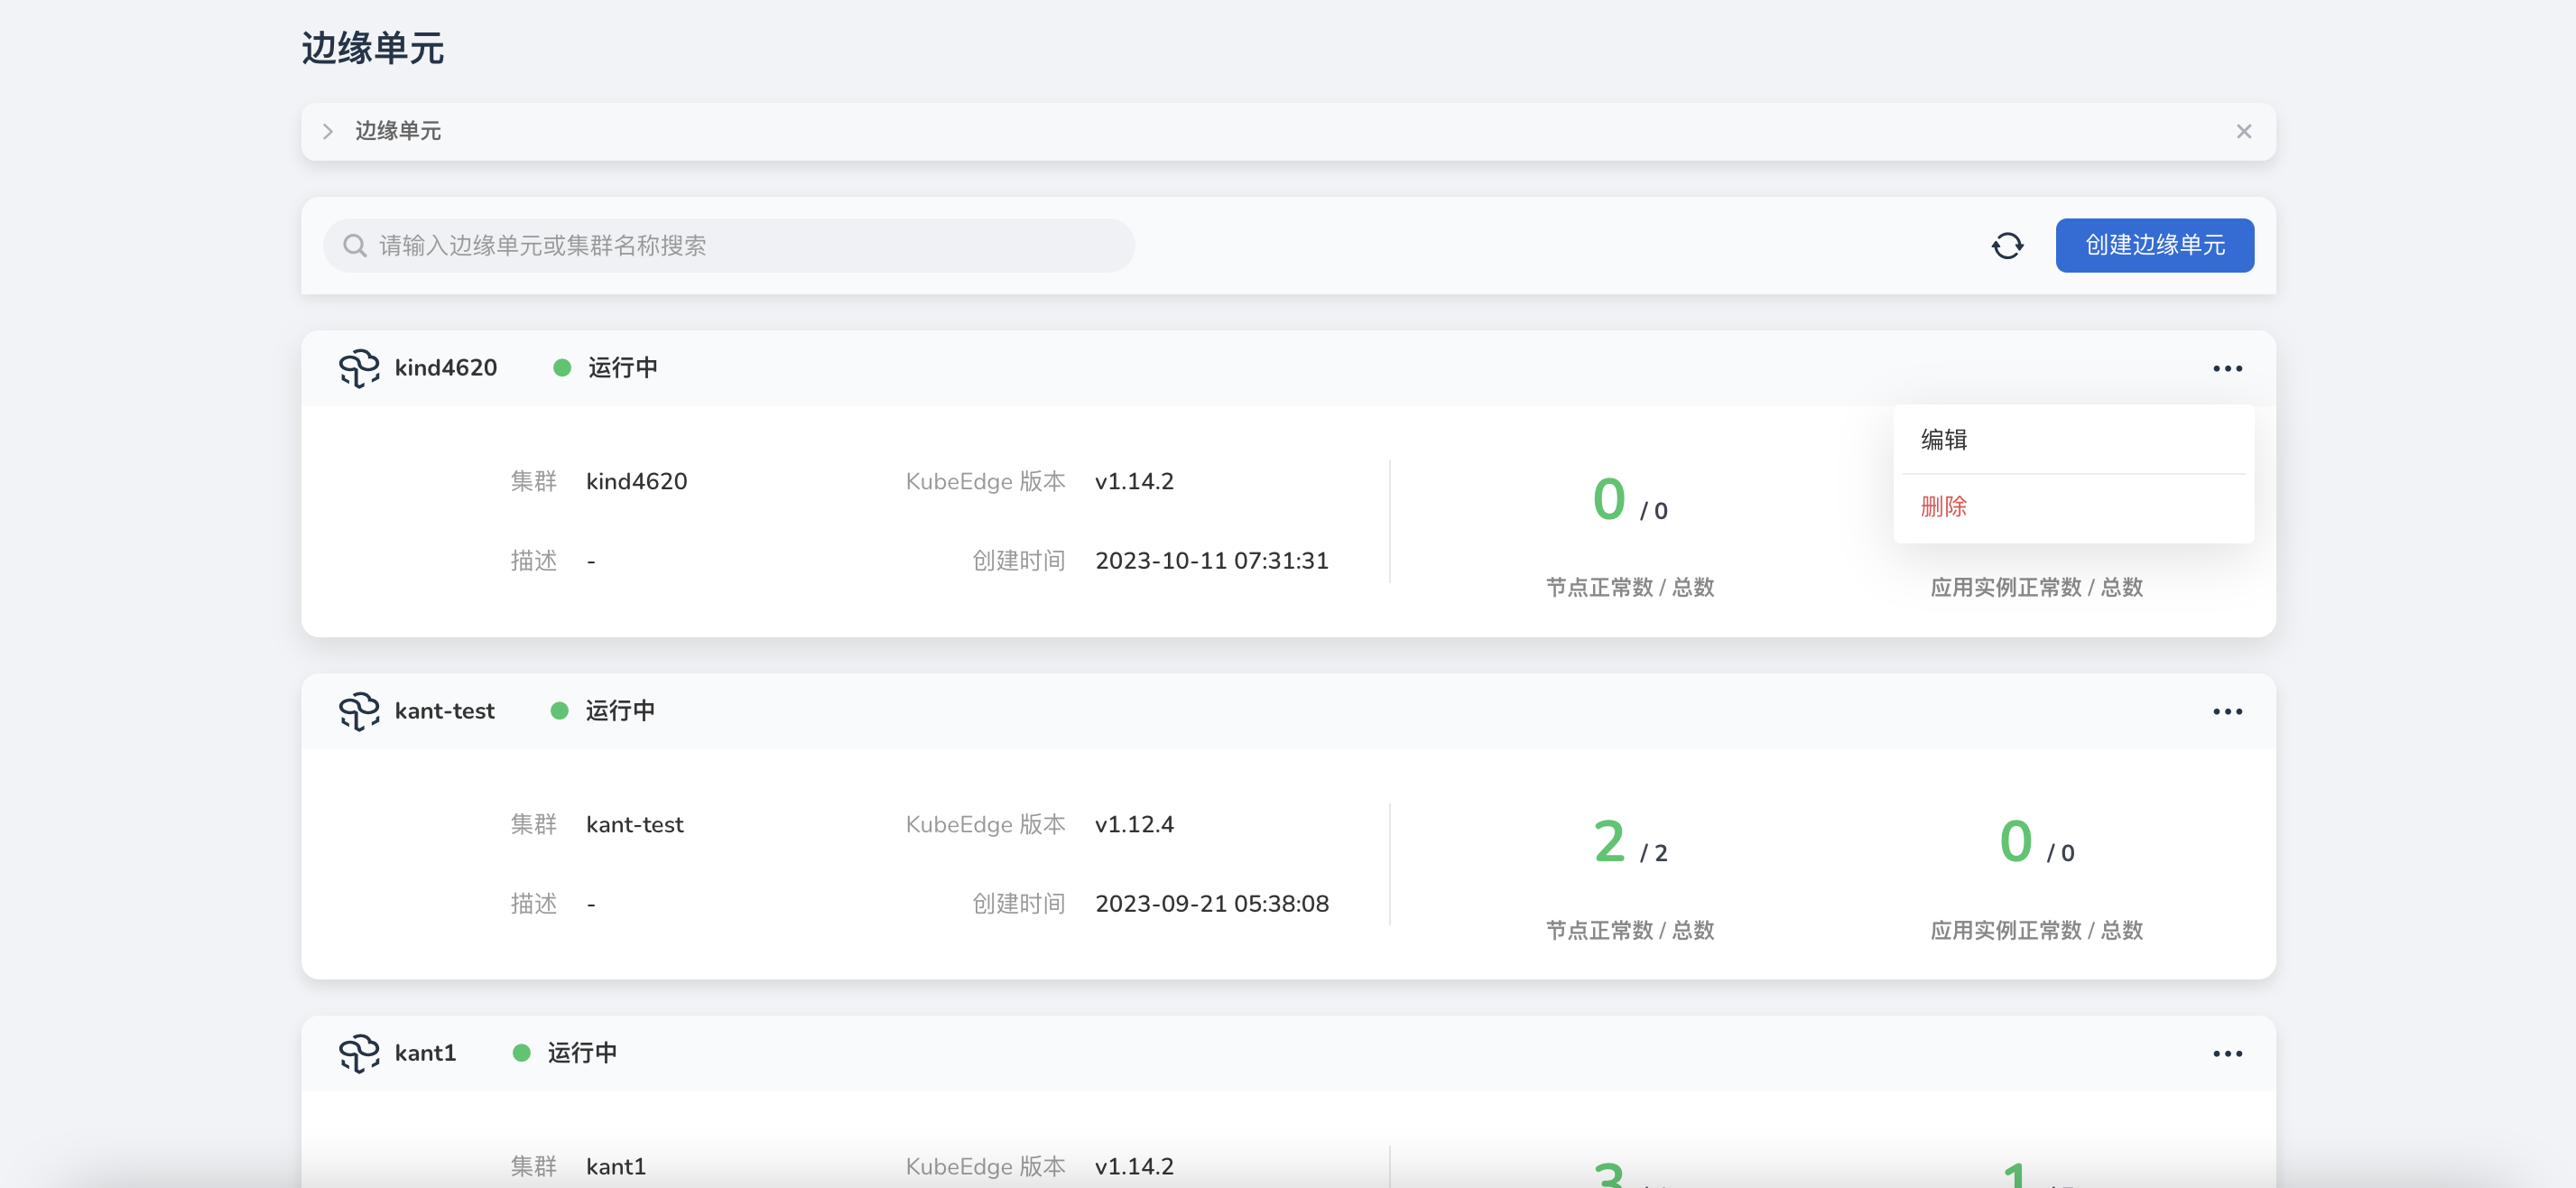 边缘单元
边缘单元
请输入边缘单元或集群名称搜索
创建边缘单元
kind4620 运行中
编辑
删除
集群 kind4620 KubeEdge 版本 v1.14.2
0 / 0
描述 - 创建时间 2023-10-11 07:31:31
节点正常数 / 总数 应用实例正常数 / 总数
kant-test 运行中
集群 kant-test KubeEdge 版本 v1.12.4
2 / 2 0 / 0
描述 - 创建时间 2023-09-21 05:38:08
节点正常数 / 总数 应用实例正常数 / 总数
kant1 运行中
集群 kant1 KubeEdge 版本 v1.14.2
3 / 1 /